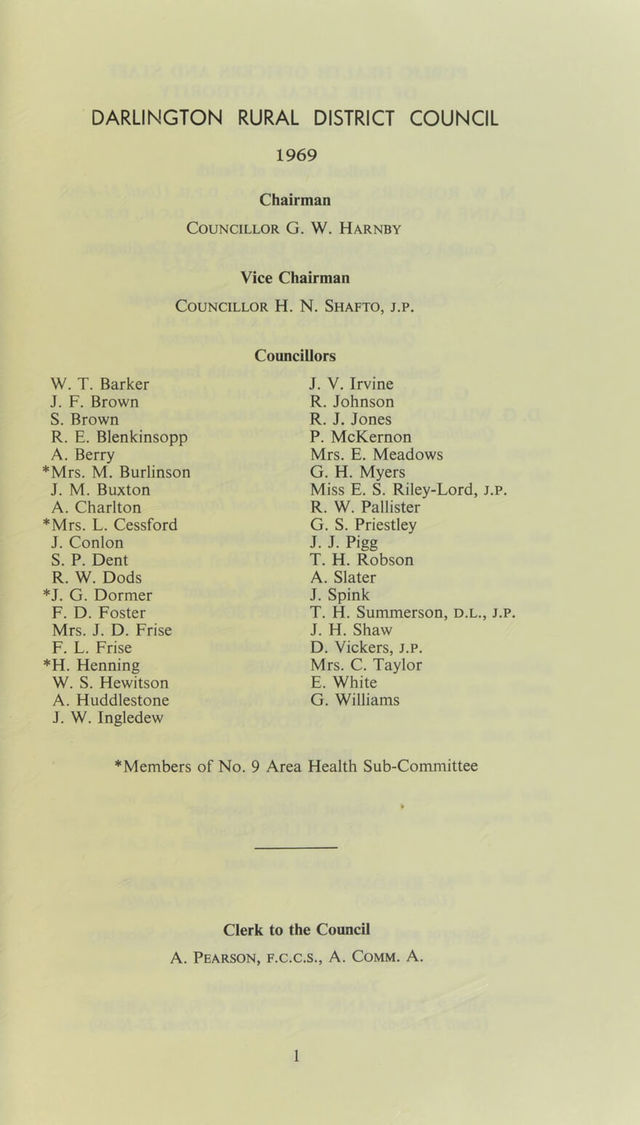 DARLINGTON RURAL DISTRICT COUNCIL
1969
Chairman
COUNCILLOR G. W. HARNBY
Vice Chairman
COUNCILLOR H. N. SHAFTO, J.P.
Councillors
W. T. Barker
J. F. Brown
S. Brown
R. E. Blenkinsopp
A. Berry
*Mrs. M. Burlinson
J. M. Buxton
A. Charlton
*Mrs. L. Cessford
J. Conlon
S. P. Dent
R. W. Dods
*J. G. Dormer
F. D. Foster
Mrs. J. D. Frise
F. L. Frise
*H. Henning
W. S. Hewitson
A. Huddlestone
J. W. Ingledew
J. V. Irvine
R. Johnson
R. J. Jones
P. McKernon
Mrs. E. Meadows
G. H. Myers
Miss E. S. Riley-Lord, J.P.
R. W. Pallister
G. S. Priestley
J. J. Pigg
T. H. Robson
A. Slater
J. Spink
T. H. Summerson, D.L., J.P.
J. H. Shaw
D. Vickers, J.P.
Mrs. C. Taylor
E. White
G. Williams
*Members of No. 9 Area Health Sub-Committee
Clerk to the Council
A. PEARSON, F.C.C.S., A. COMM. A.
1